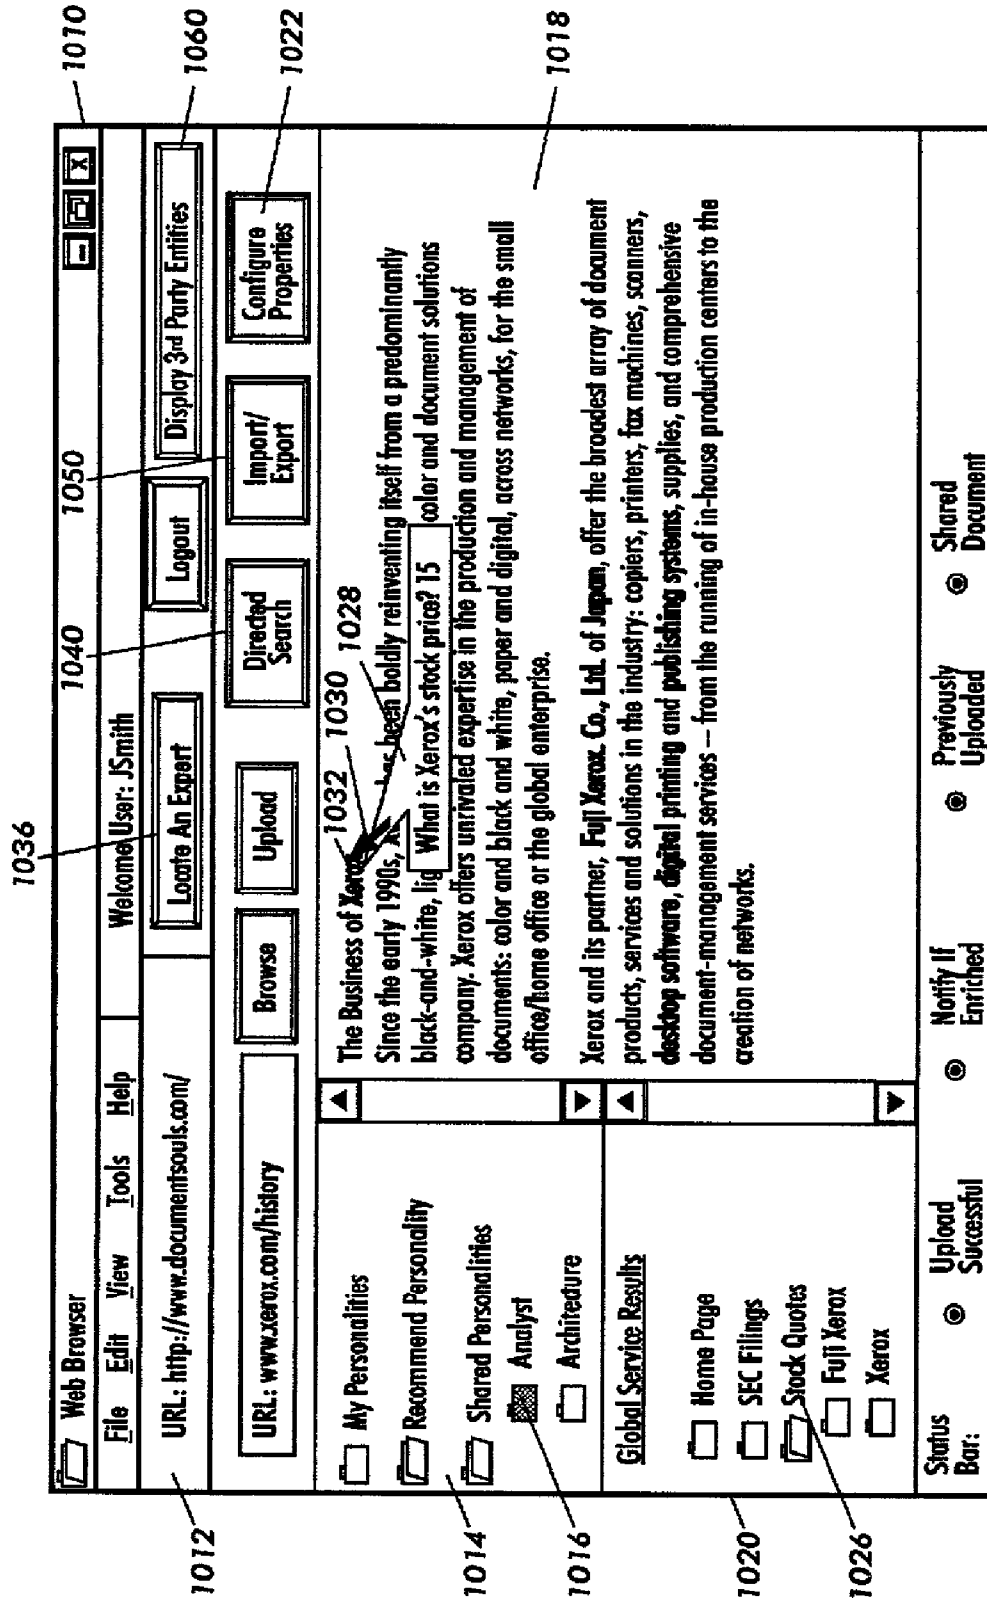 1036
1040
1050
1010
1060
1022
Web Browser
File Edit View Tools Help
Welcome User: JSmith
1012
URL: http://www.documentsouls.com/
Locate An Expert
Logout
Display 3rd Party Entities
URL: www.xerox.com/history
Browse
Upload
Directed
Search
Import/
Export
Configure
Properties
1014
1016
My Personalities
Recommend Personality
Shared Personalities
Analyst
Architecture
1020
1026
Global Service Results
Home Page
SEC Filings
Stock Quotes
Fuji Xerox
Xerox
1032
1030
1028
1018
The Business of Xerox
Since the early 1990s, has been boldly reinventing itself from a predominantly
black-and-white, lig color and document solutions
What is Xerox's stock price? 15
company. Xerox offers unrivaled expertise in the production and management of
documents: color and black and white, paper and digital, across networks, for the small
office/home office or the global enterprise.
Xerox and its partner, Fuji Xerox Co., Ltd. of Japan, offer the broadest array of document
products, services and solutions in the industry: copiers, printers, fax machines, scanners,
desktop software, digital printing and publishing systems, supplies, and comprehensive
document-management services – from the running of in-house production centers to the
creation of networks.
Status
Bar:
Upload
Successful
Notify If
Enriched
Previously
Uploaded
Shared
Document